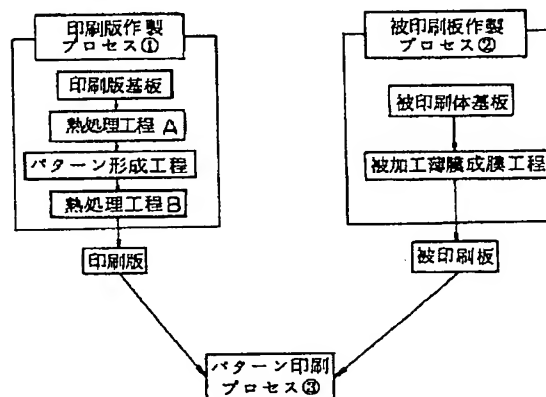 印刷版作製
プロセス①
印刷版基板
熱処理工程A
パターン形成工程
熱処理工程B
印刷版
被印刷板作製
プロセス②
被印刷体基板
被加工薄膜成膜工程
被印刷板
パターン印刷
プロセス③